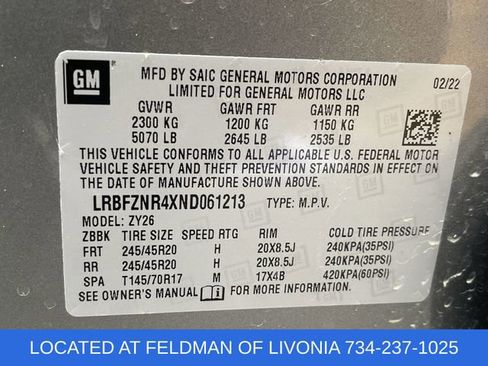 GM
MFD BY SAIC GENERAL MOTORS CORPORATION 02/22
LIMITED FOR GENERAL MOTORS LLC
GVWR GAWR FRT GAWR RR
2300 KG 1200 KG 1150 KG
5070 LB 2645 LB 2535 LB
THIS VEHICLE CONFORMS TO ALL APPLICABLE U.S. FEDERAL MOTOR
VEHICLE SAFETY AND THEFT PREVENTION STANDARDS IN EFFECT ON
THE DATE OF MANUFACTURE SHOWN ABOVE.
LRBFZNR4XND061213 TYPE: M.P.V.
MODEL: ZY26
ZBBK TIRE SIZE SPEED RTG RIM COLD TIRE PRESSURE
FRT 245/45R20 H 20X8.5J 240KPA(35PSI)
RR 245/45R20 H 20X8.5J 240KPA(35PSI)
SPA T145/70R17 M 17X4B 420KPA(60PSI)
SEE OWNER'S MANUAL FOR MORE INFORMATION.
LOCATED AT FELDMAN OF LIVONIA 734-237-1025